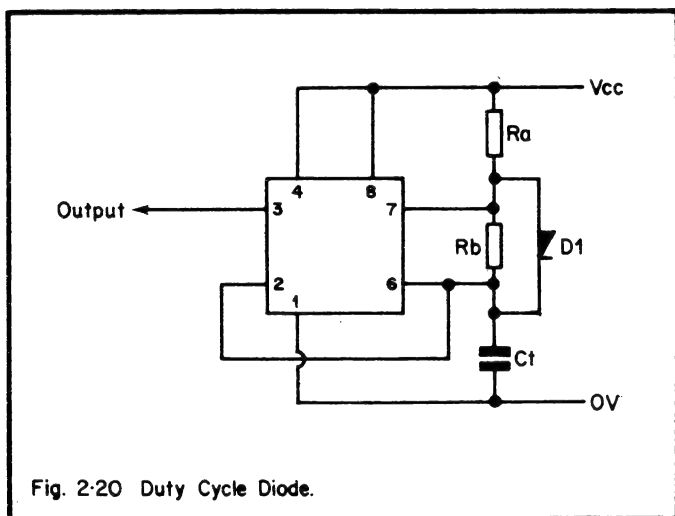 Vcc
Ra
4 8
Output 3 7
Rb D1
2 6
1
Ct
OV
Fig. 2·20 Duty Cycle Diode.